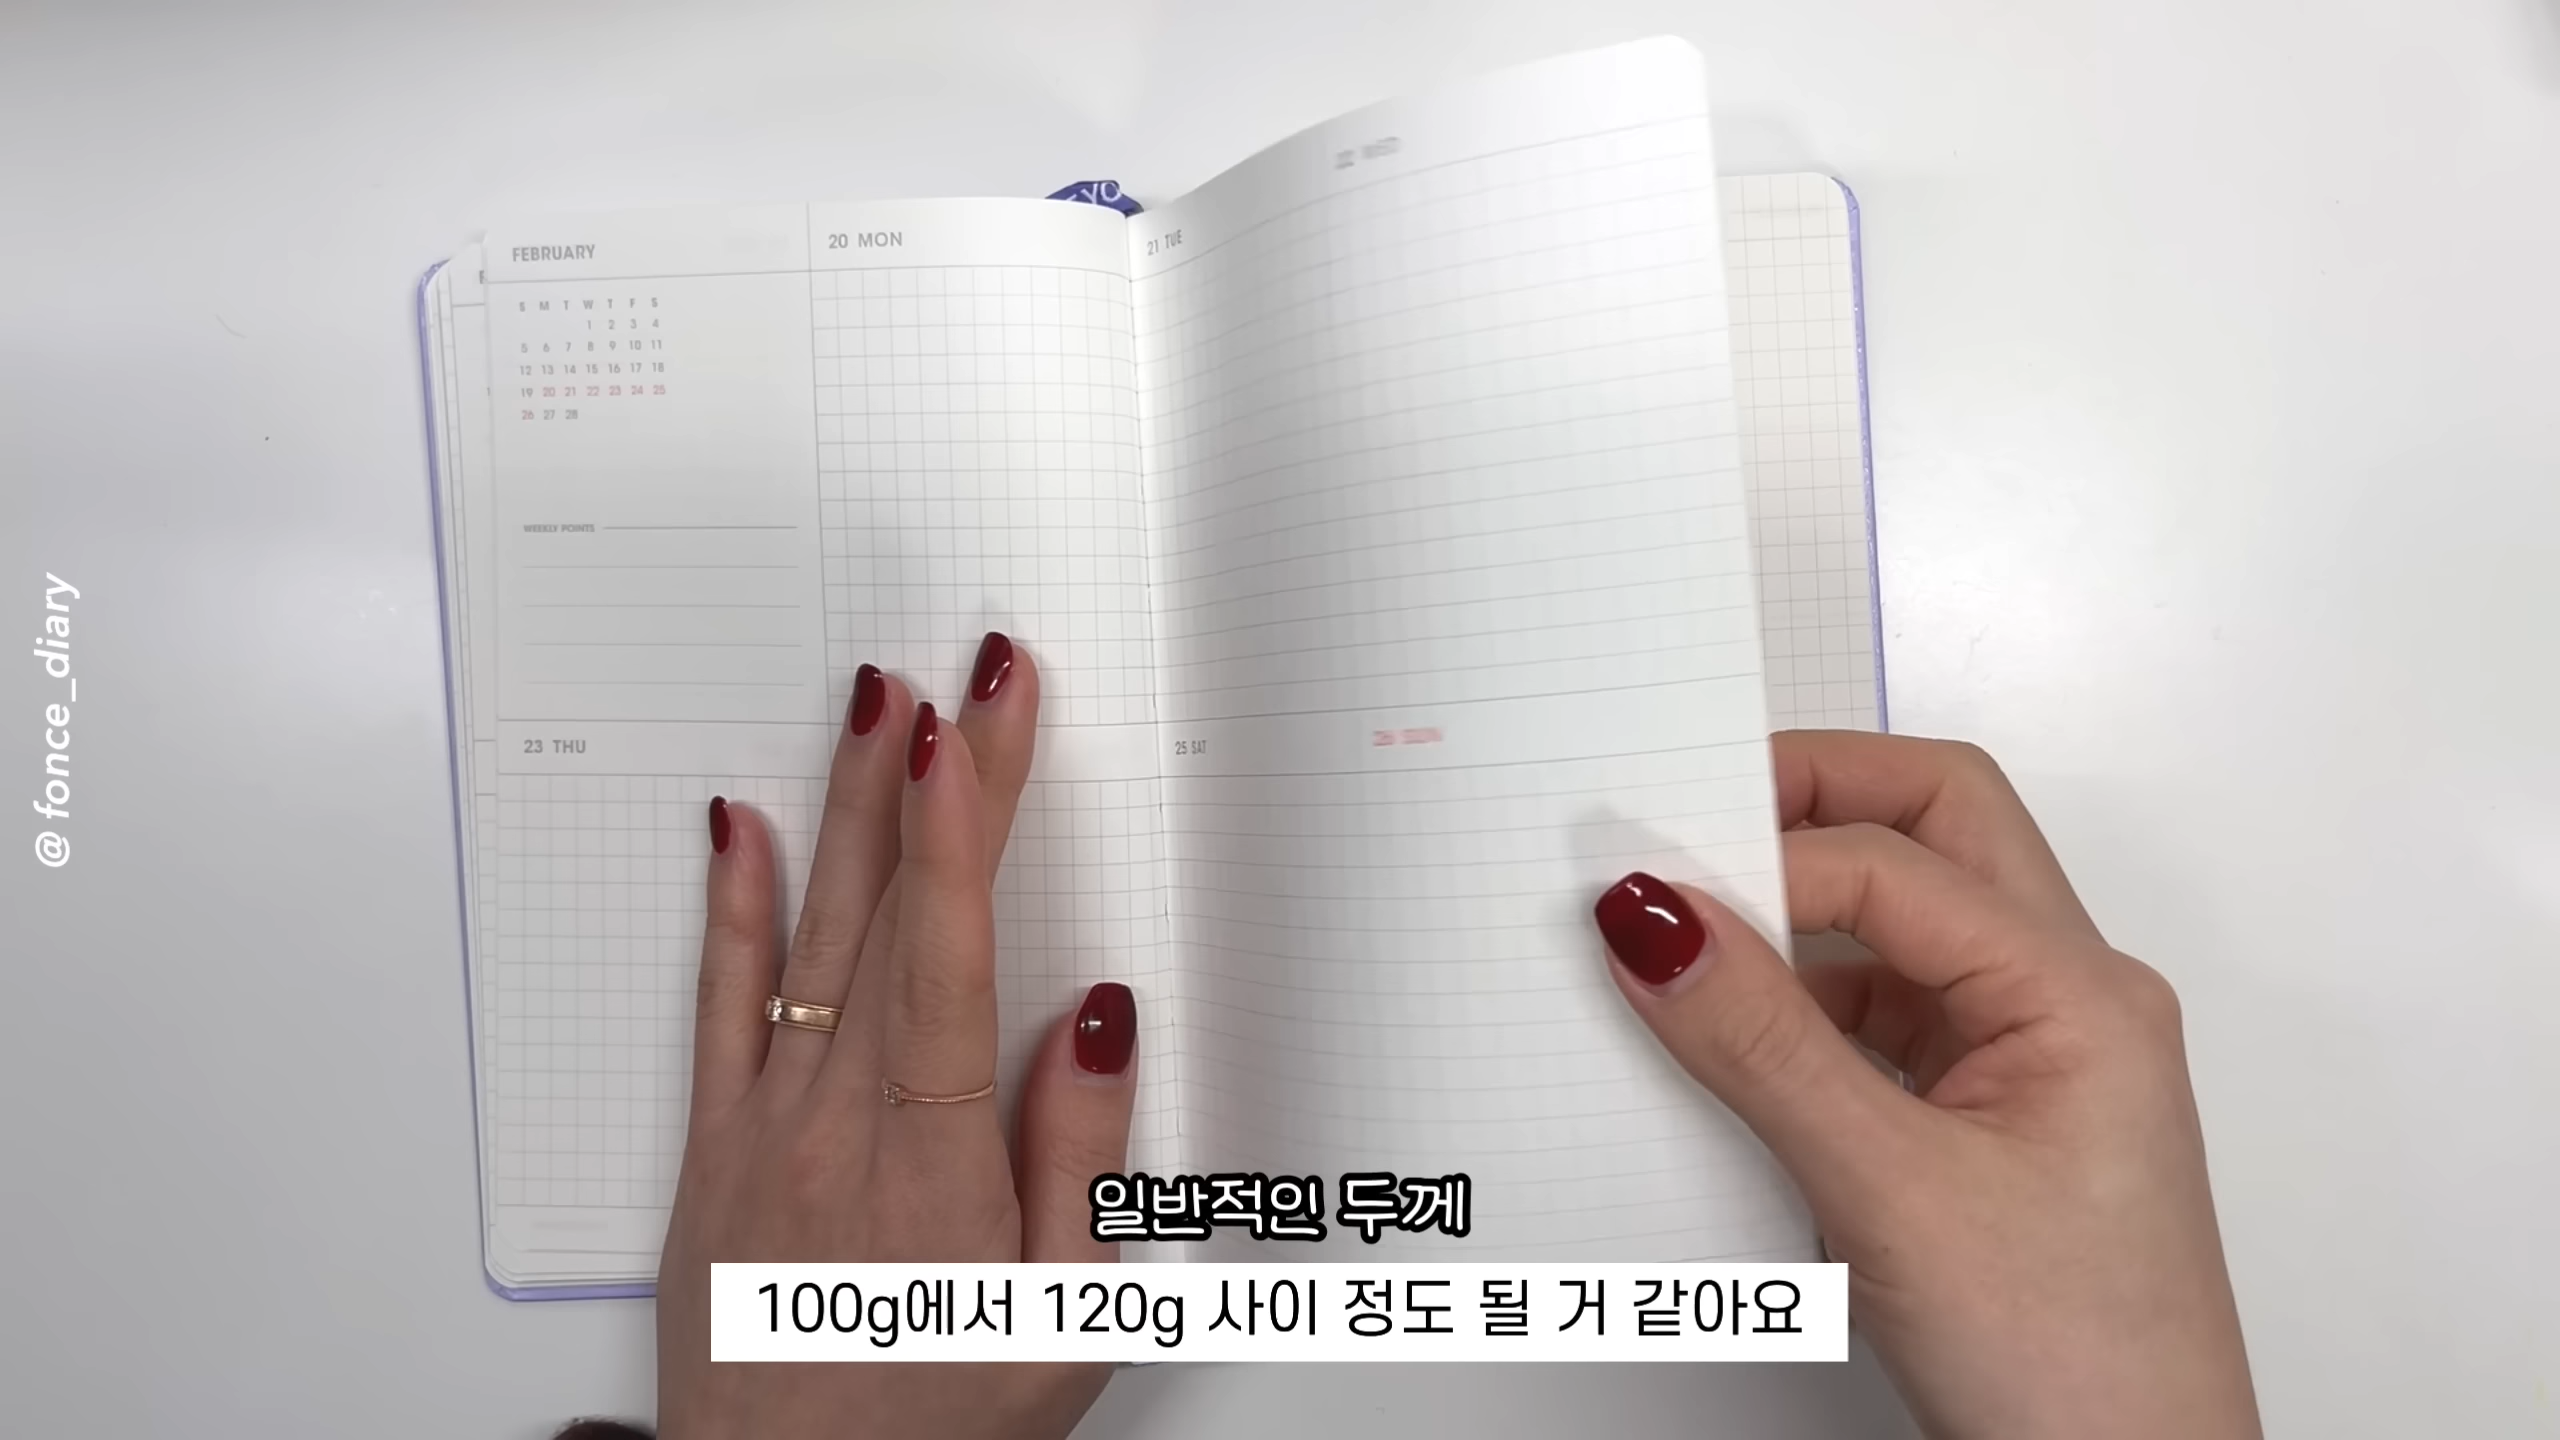 @fonce_diary
FEBRUARY
S M T W T F S
1 2 3 4
5 6 7 8 9 10 11
12 13 14 15 16 17 18
19 20 21 22 23 24 25
26 27 28
WEEKLY POINTS
20 MON
21 TUE
23 THU
25 SAT
일반적인 두께
100g에서 120g 사이 정도 될 거 같아요